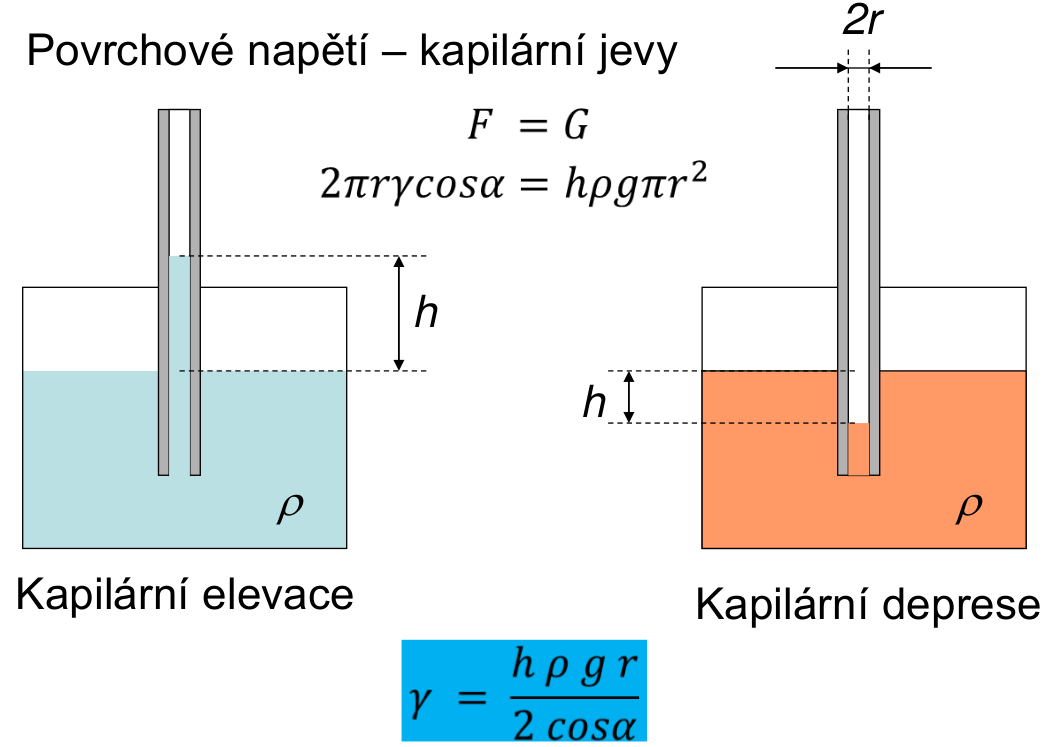 Povrchové napětí – kapilární jevy
2r
F = G
2πrγcosα = hρgπr²
h
h
ρ
ρ
Kapilární elevace
Kapilární deprese
γ = h ρ g r / 2 cosα